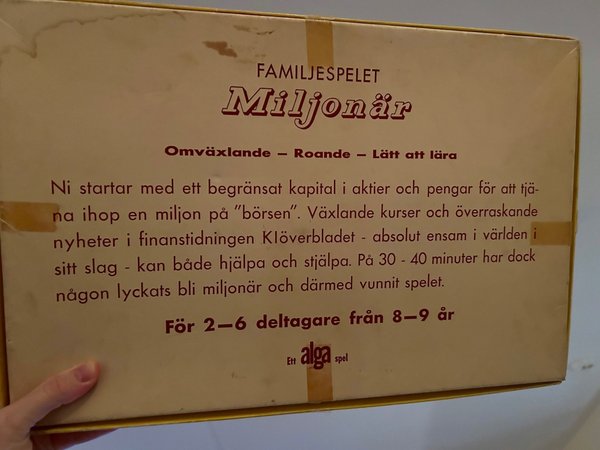 FAMILJESPELET
Miljonär
Omväxlande – Roande – Lätt att lära
Ni startar med ett begränsat kapital i aktier och pengar för att tjä-
na ihop en miljon på "börsen". Växlande kurser och överraskande
nyheter i finanstidningen Klöverbladet - absolut ensam i världen i
sitt slag - kan både hjälpa och stjälpa. På 30 - 40 minuter har dock
någon lyckats bli miljonär och därmed vunnit spelet.
För 2–6 deltagare från 8–9 år
Ett alga spel